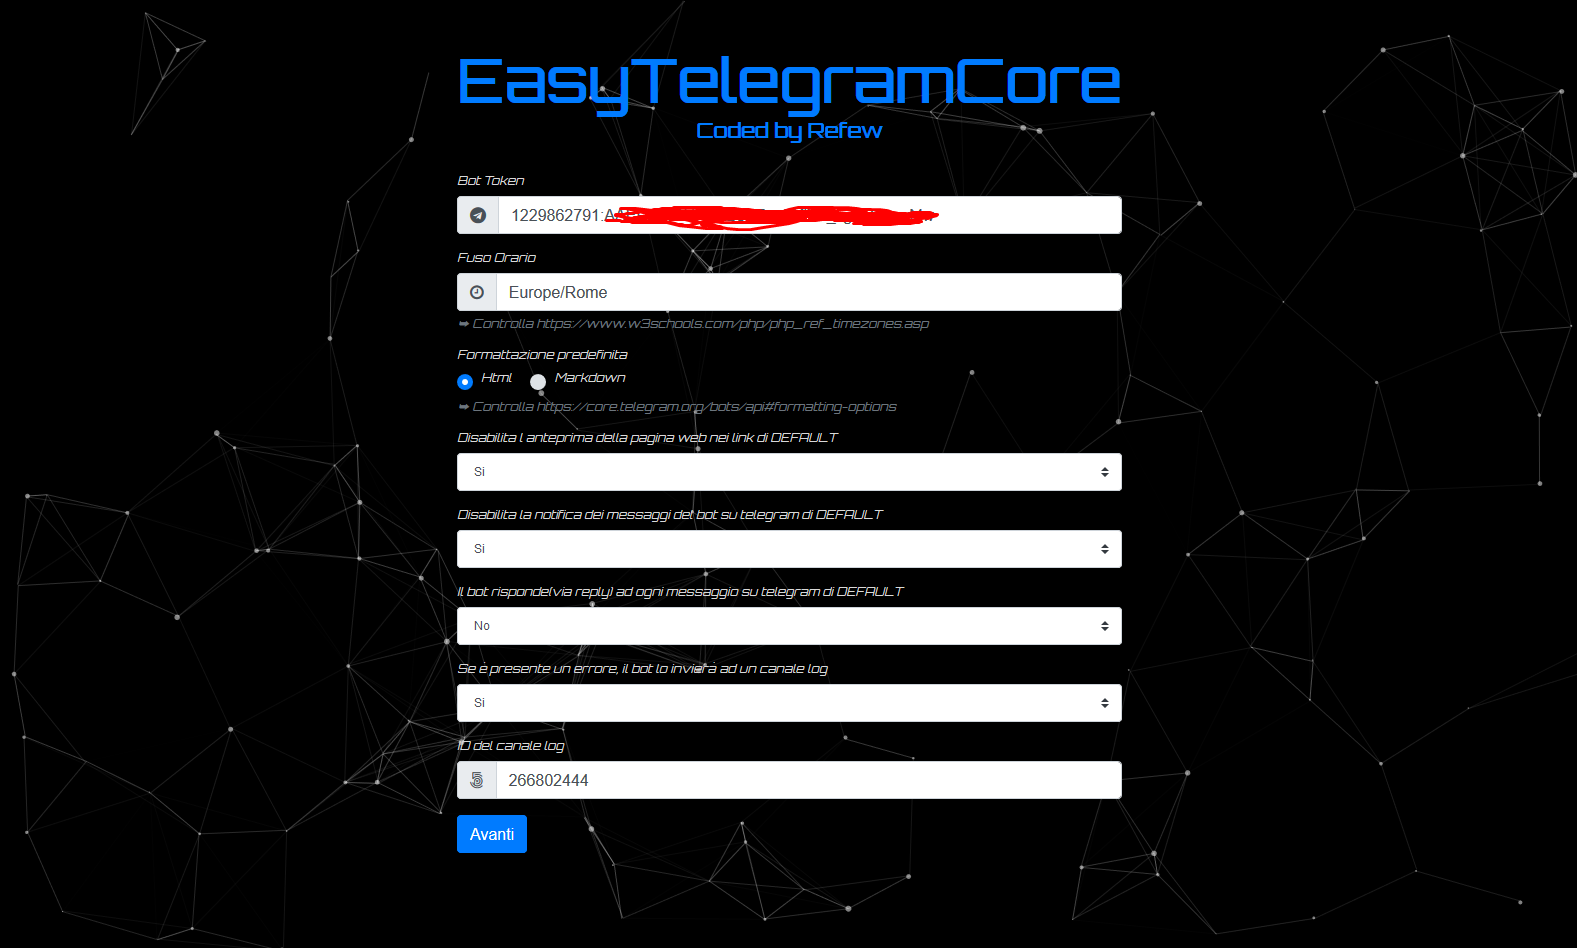 EasyTelegramCore
Coded by Refew
Bot Token
1229862791:
Fuso Orario
Europe/Rome
➥ Controlla https://www.w3schools.com/php/php_ref_timezones.asp
Formattazione predefinita
Html Markdown
➥ Controlla https://core.telegram.org/bots/api#formatting-options
Disabilita l anteprima della pagina web nei link di DEFAULT
Si
Disabilita la notifica dei messaggi del bot su telegram di DEFAULT
Si
Il bot risponde(via reply) ad ogni messaggio su telegram di DEFAULT
No
Se è presente un errore, il bot lo invierà ad un canale log
Si
ID del canale log
266802444
Avanti